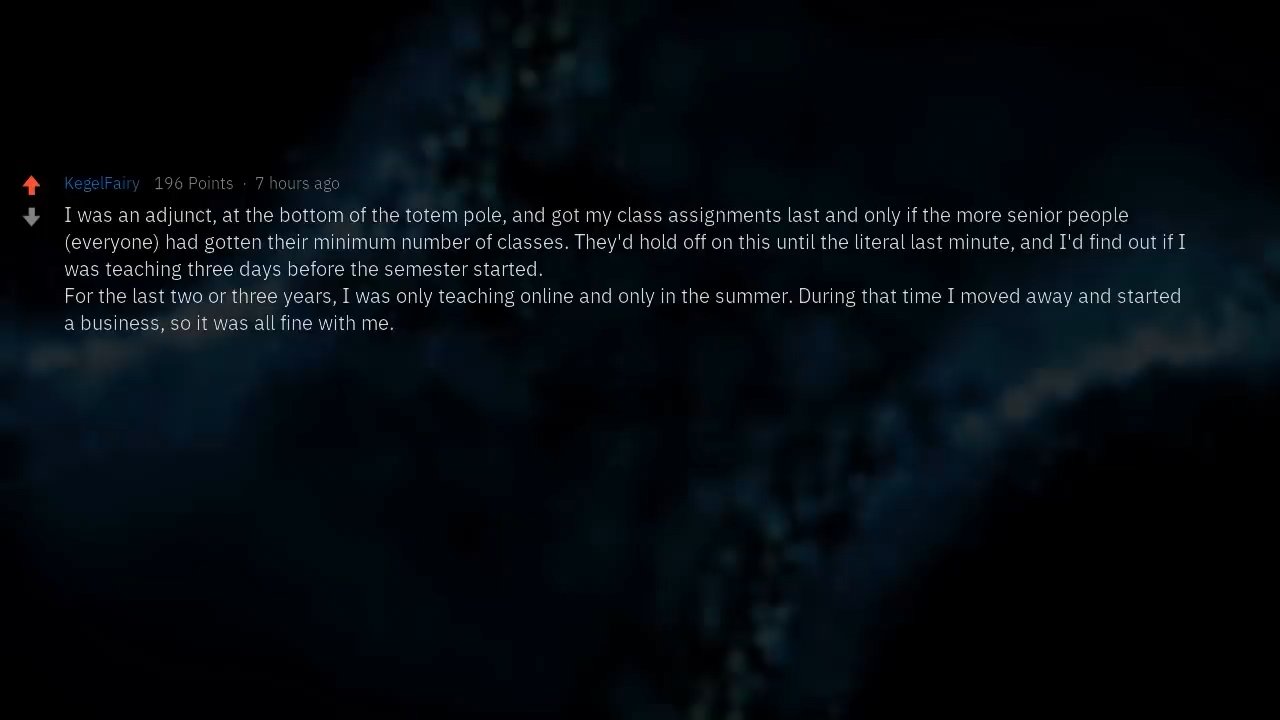 KegelFairy 196 Points · 7 hours ago
I was an adjunct, at the bottom of the totem pole, and got my class assignments last and only if the more senior people
(everyone) had gotten their minimum number of classes. They'd hold off on this until the literal last minute, and I'd find out if I
was teaching three days before the semester started.
For the last two or three years, I was only teaching online and only in the summer. During that time I moved away and started
a business, so it was all fine with me.